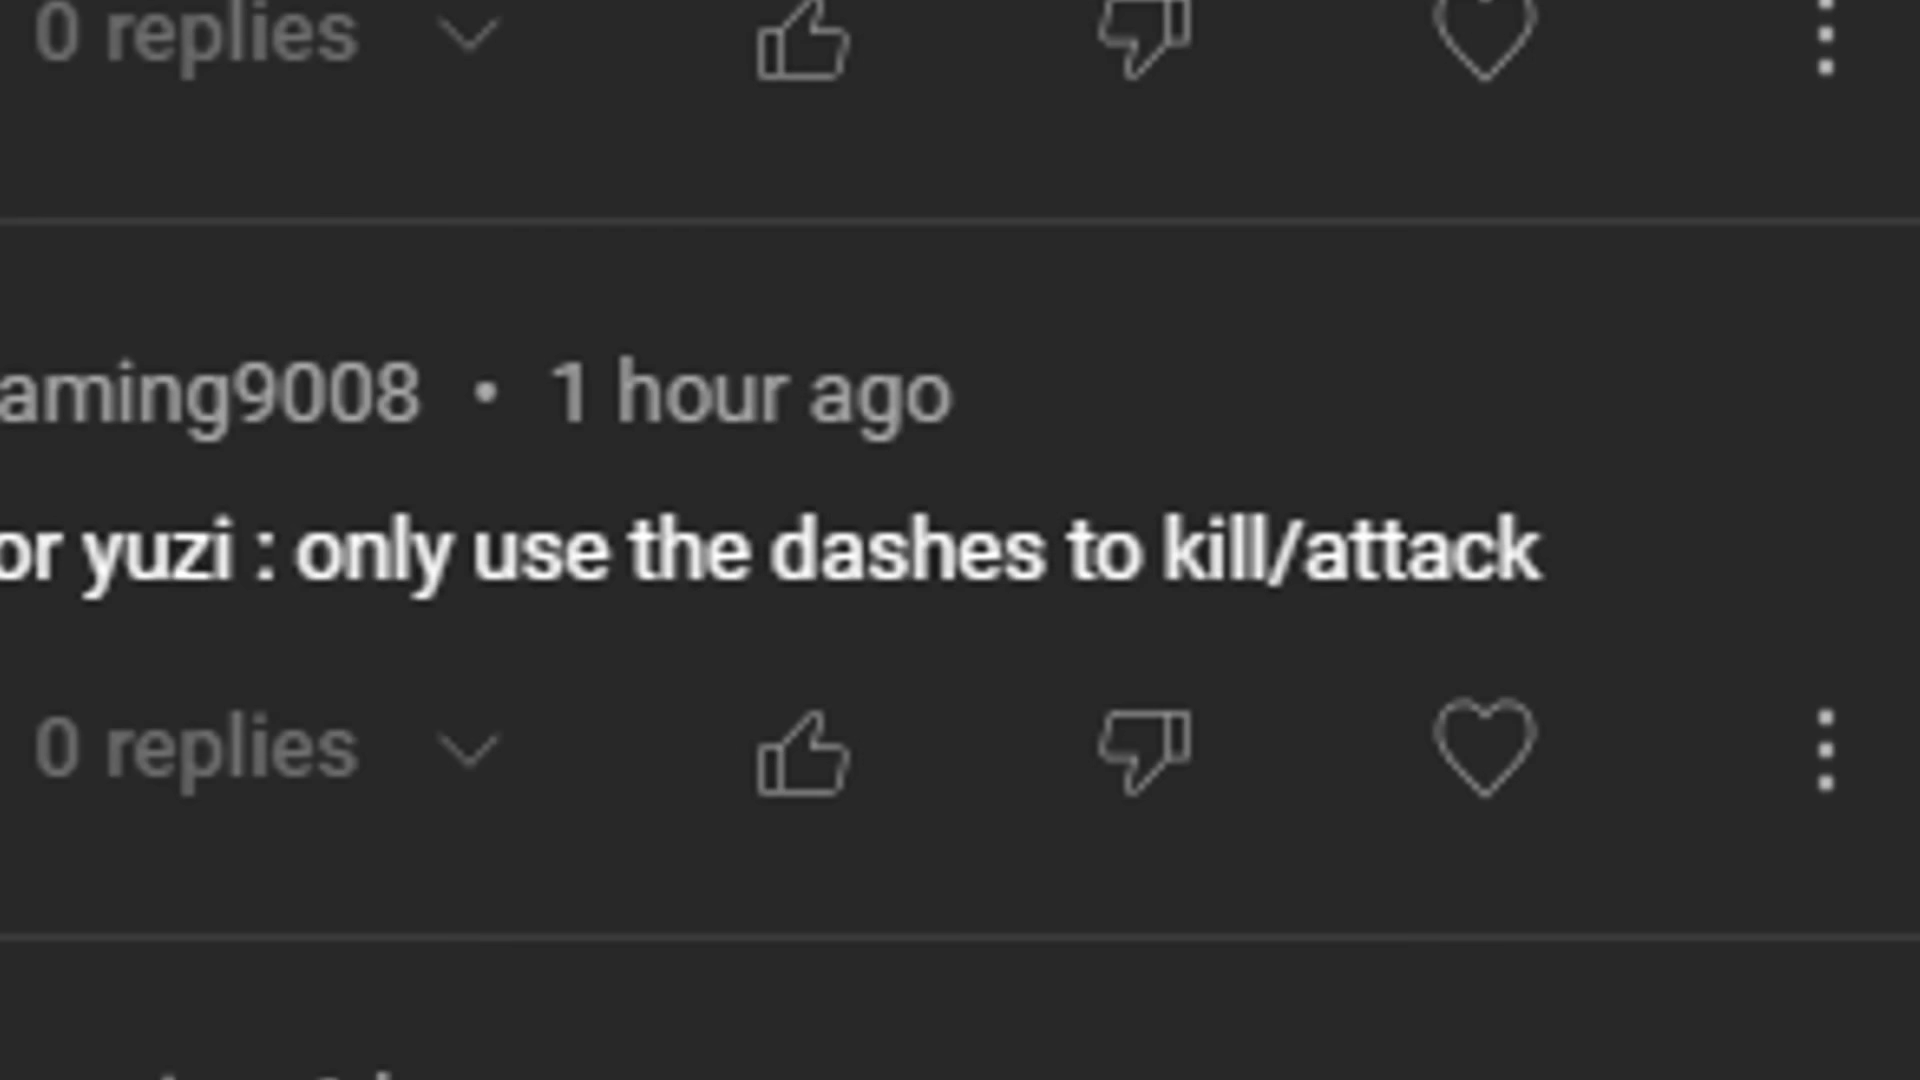 0 replies
aming9008 • 1 hour ago
or yuzi : only use the dashes to kill/attack
0 replies